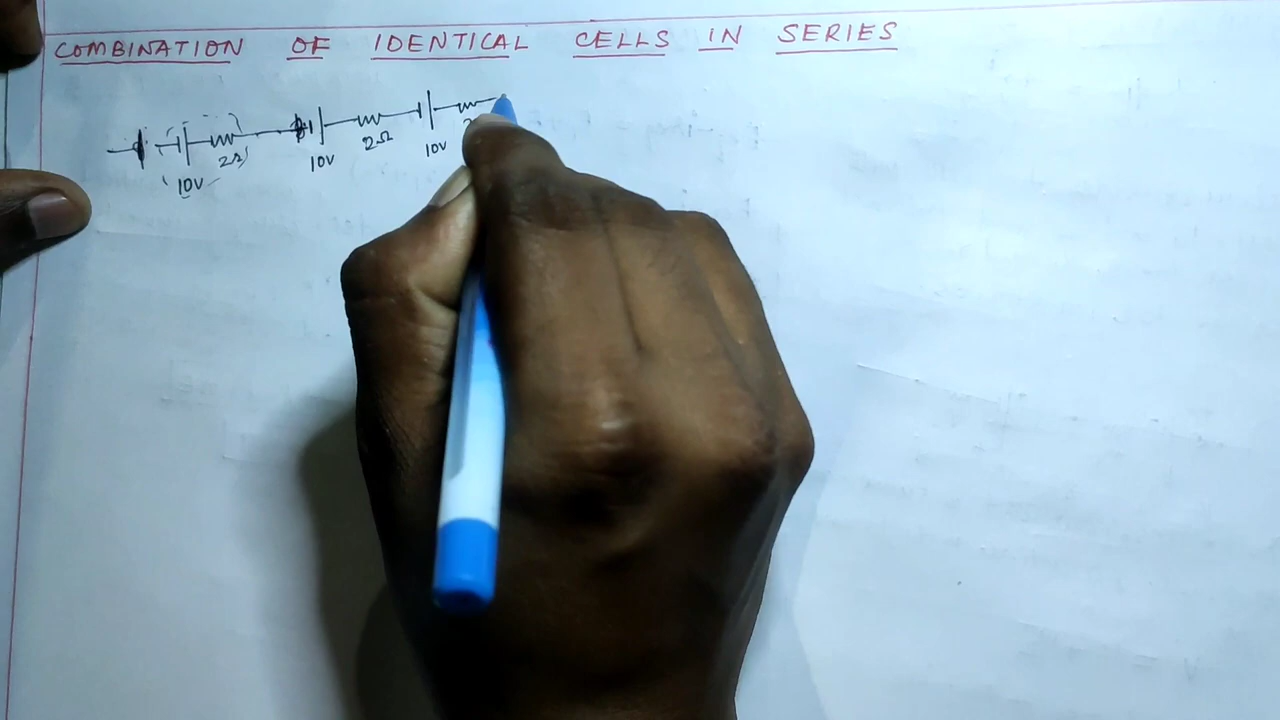 COMBINATION OF IDENTICAL CELLS IN SERIES
2Ω 2Ω
10V 10V 10V